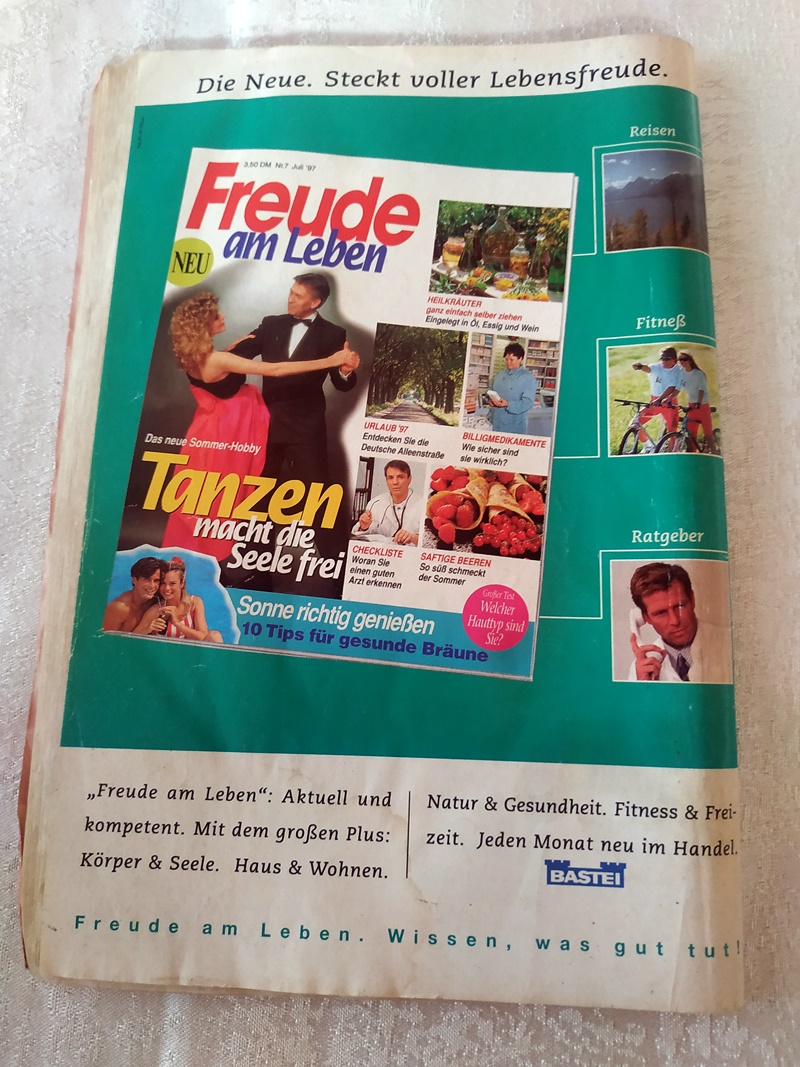 Die Neue. Steckt voller Lebensfreude.
Reisen
3,50 DM Nr.7 Juli '97
Freude
am Leben
NEU
HEILKRÄUTER
ganz einfach selber ziehen
Eingelegt in Öl, Essig und Wein
Fitneß
URLAUB '97
Entdecken Sie die
Deutsche Alleenstraße
BILLIGMEDIKAMENTE
Wie sicher sind
sie wirklich?
Das neue Sommer-Hobby
Tanzen
macht die
Seele frei
CHECKLISTE
Woran Sie
einen guten
Arzt erkennen
SAFTIGE BEEREN
So süß schmeckt
der Sommer
Ratgeber
Sonne richtig genießen
10 Tips für gesunde Bräune
Großer Test
Welcher
Hauttyp sind
Sie?
„Freude am Leben“: Aktuell und
kompetent. Mit dem großen Plus:
Körper & Seele. Haus & Wohnen.
Natur & Gesundheit. Fitness & Frei-
zeit. Jeden Monat neu im Handel.
BASTEI
Freude am Leben. Wissen, was gut tut!